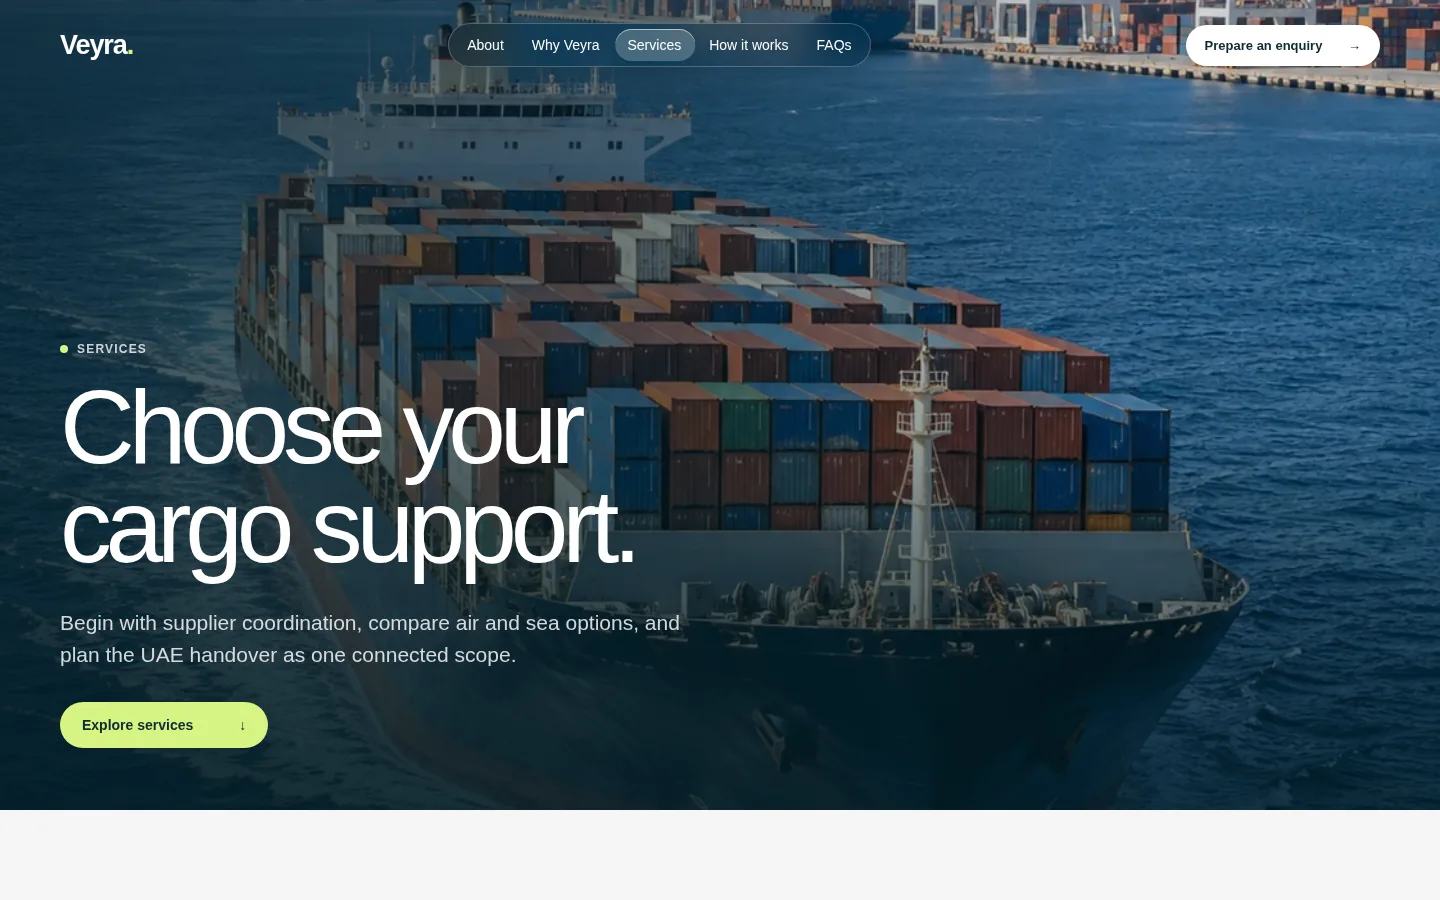 Veyra.
About
Why Veyra
Services
How it works
FAQs
Prepare an enquiry →
SERVICES
Choose your
cargo support.
Begin with supplier coordination, compare air and sea options, and
plan the UAE handover as one connected scope.
Explore services ↓